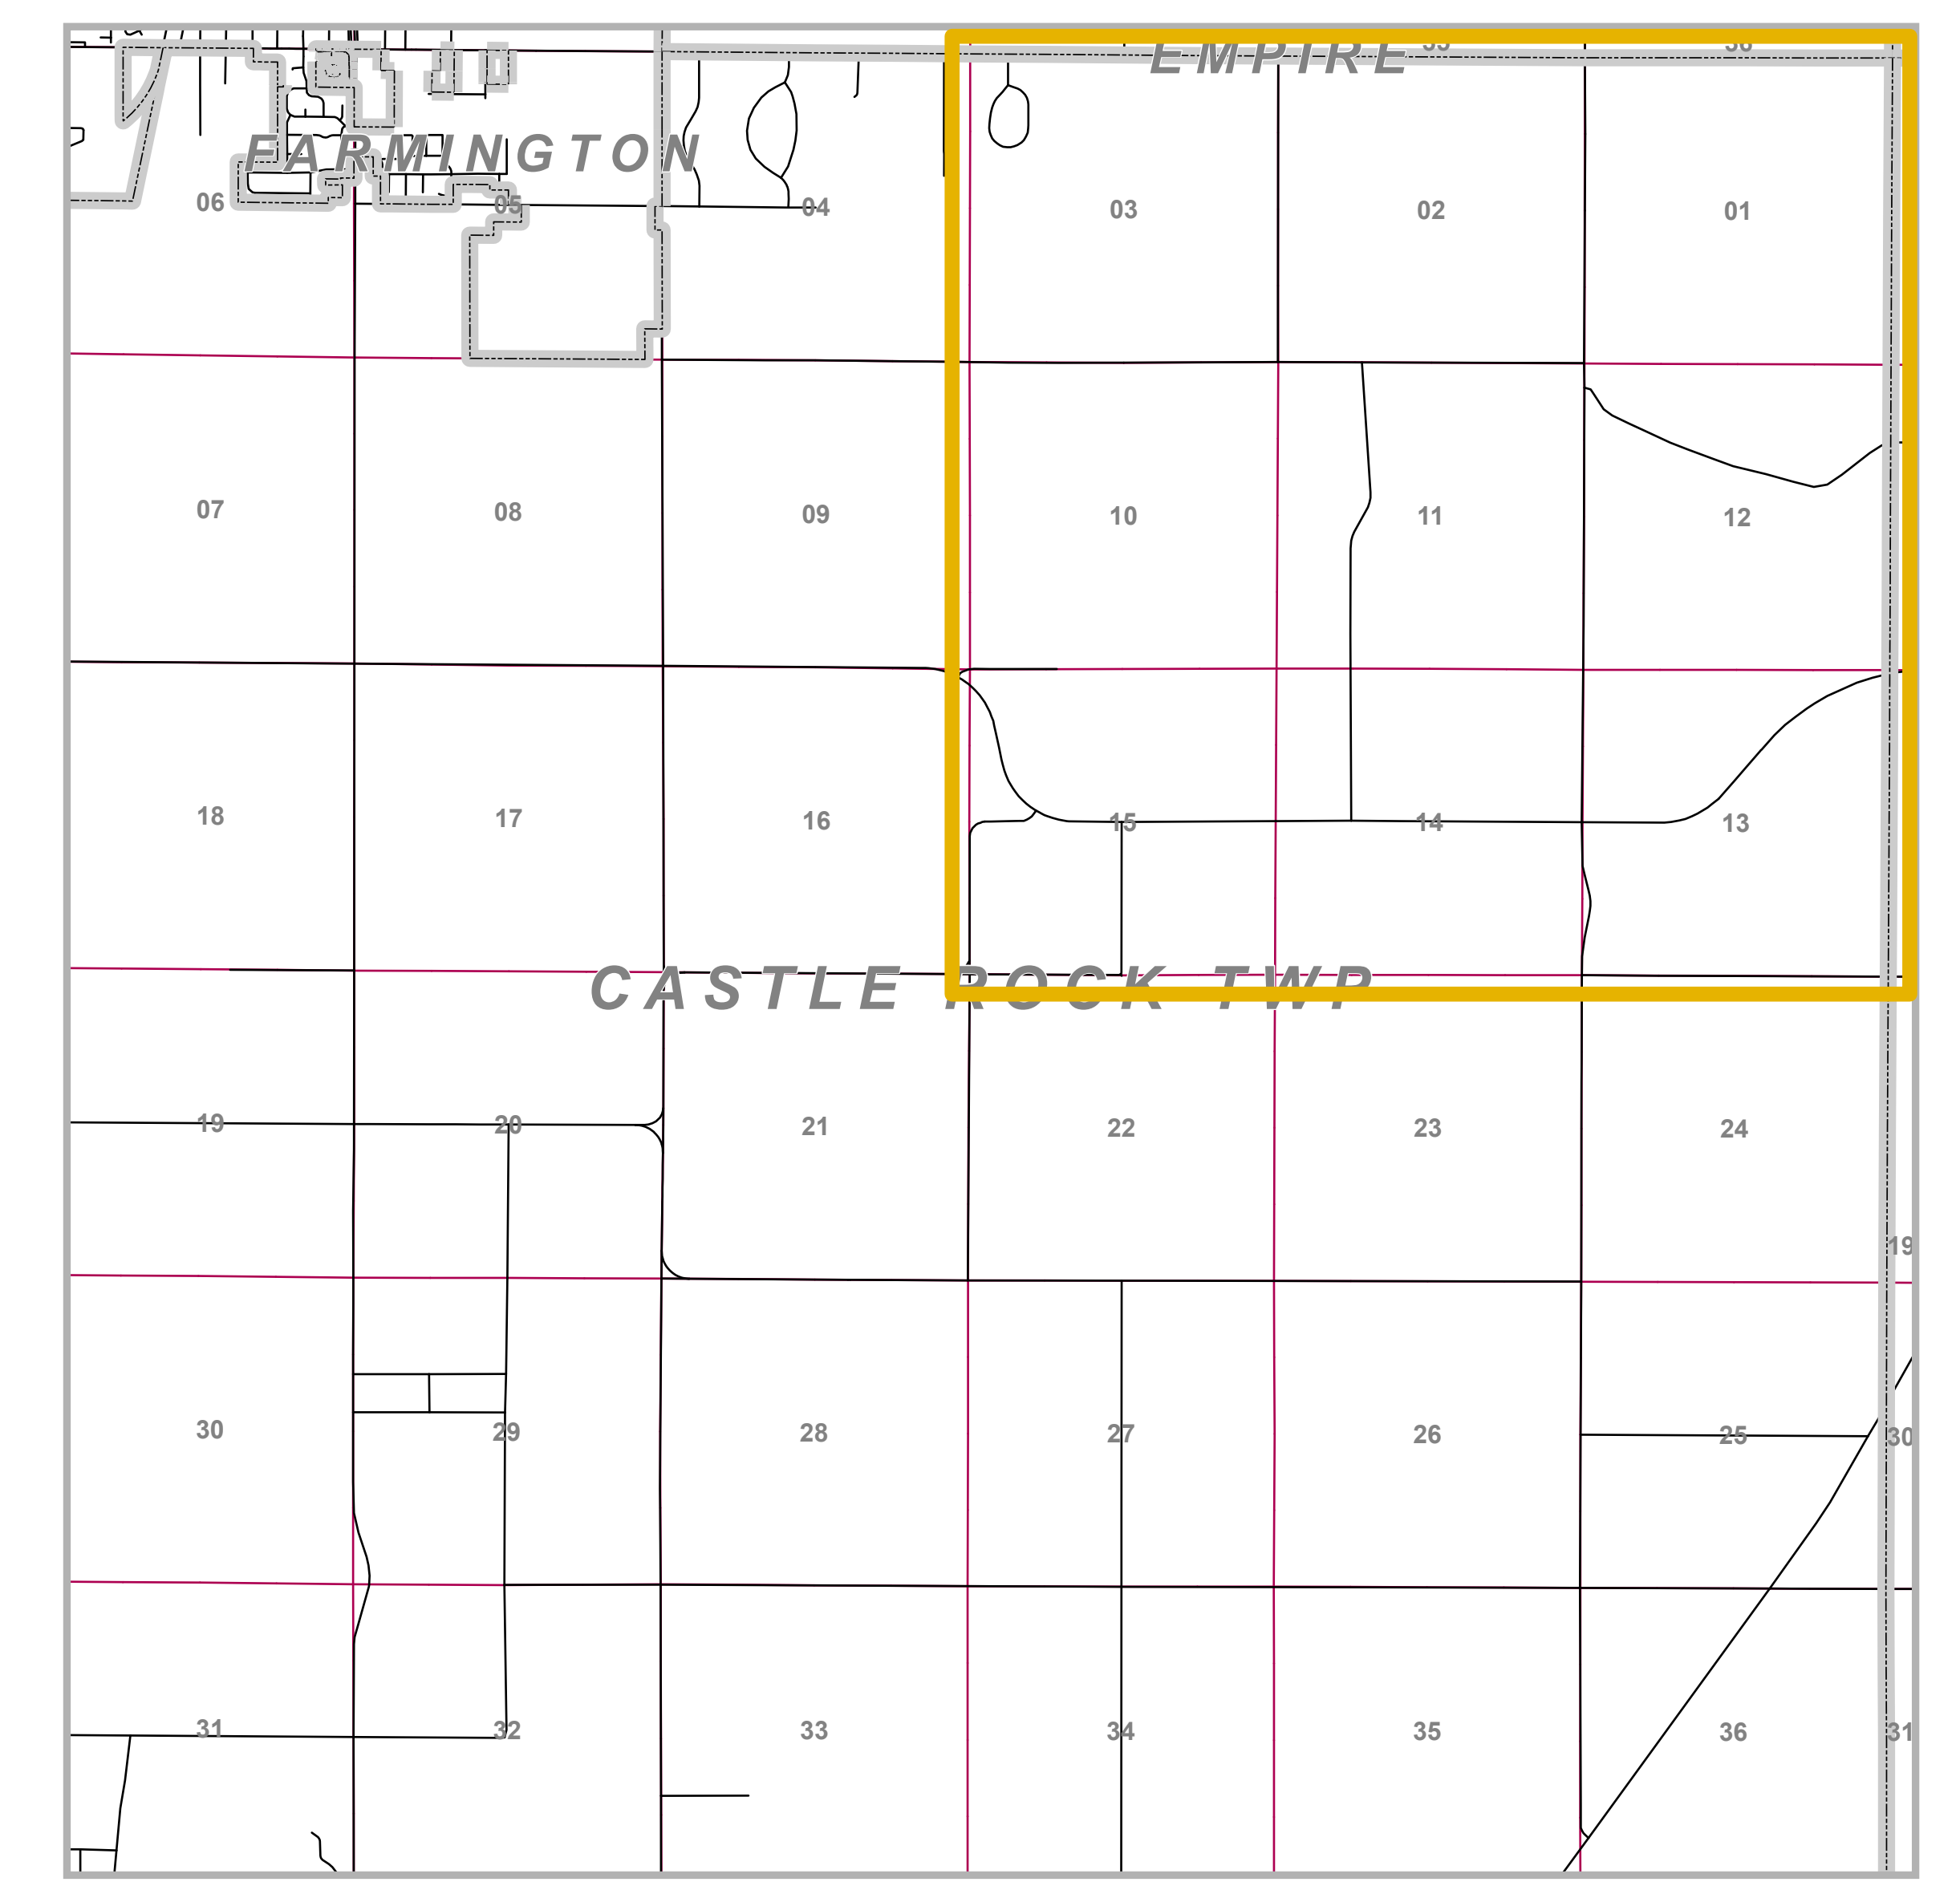 35 36
EMPIRE
FARMINGTON
06 05 04 03 02 01
07 08 09 10 11 12
18 17 16 15 14 13
CASTLE ROCK TWP
19 20 21 22 23 24
19
30 29 28 27 26 25 30
31 32 33 34 35 36 31